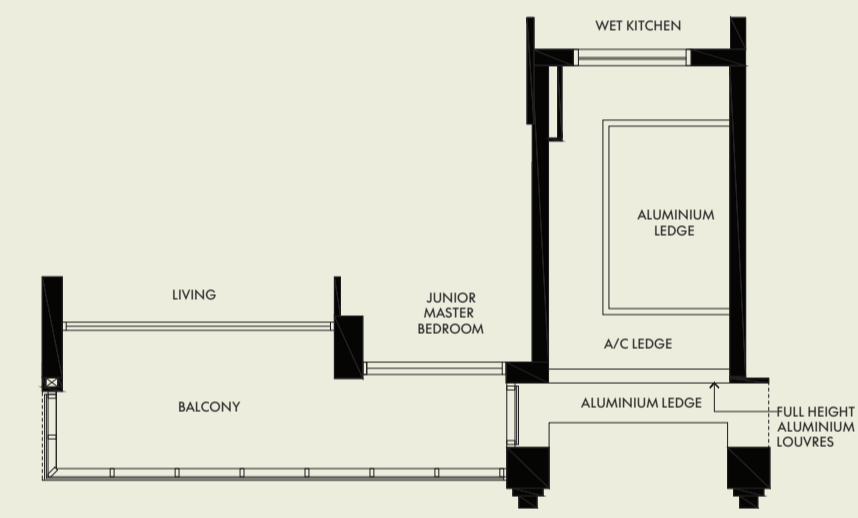 WET KITCHEN
ALUMINIUM
LEDGE
LIVING
JUNIOR
MASTER
BEDROOM
A/C LEDGE
BALCONY
ALUMINIUM LEDGE
FULL HEIGHT
ALUMINIUM
LOUVRES